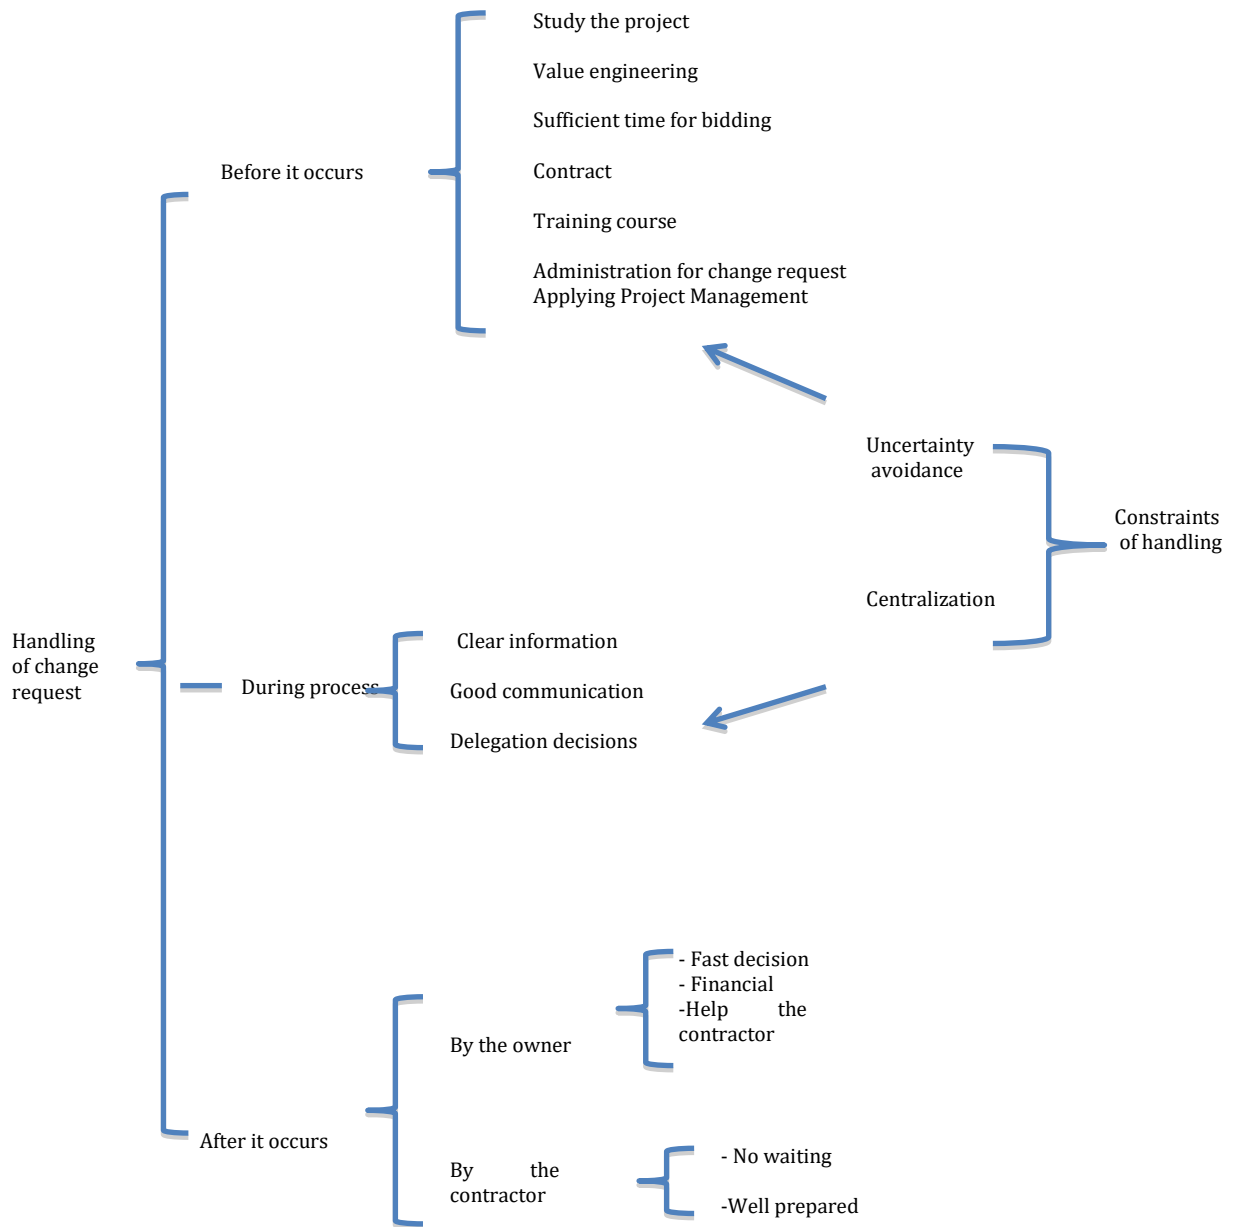 Study the project
Value engineering
Sufficient time for bidding
Before it occurs
Contract
Training course
Administration for change request
Applying Project Management
Uncertainty
avoidance
Constraints
of handling
Centralization
Handling
of change
request
Clear information
During process
Good communication
Delegation decisions
- Fast decision
- Financial
-Help the
contractor
By the owner
After it occurs
By the
contractor
- No waiting
-Well prepared